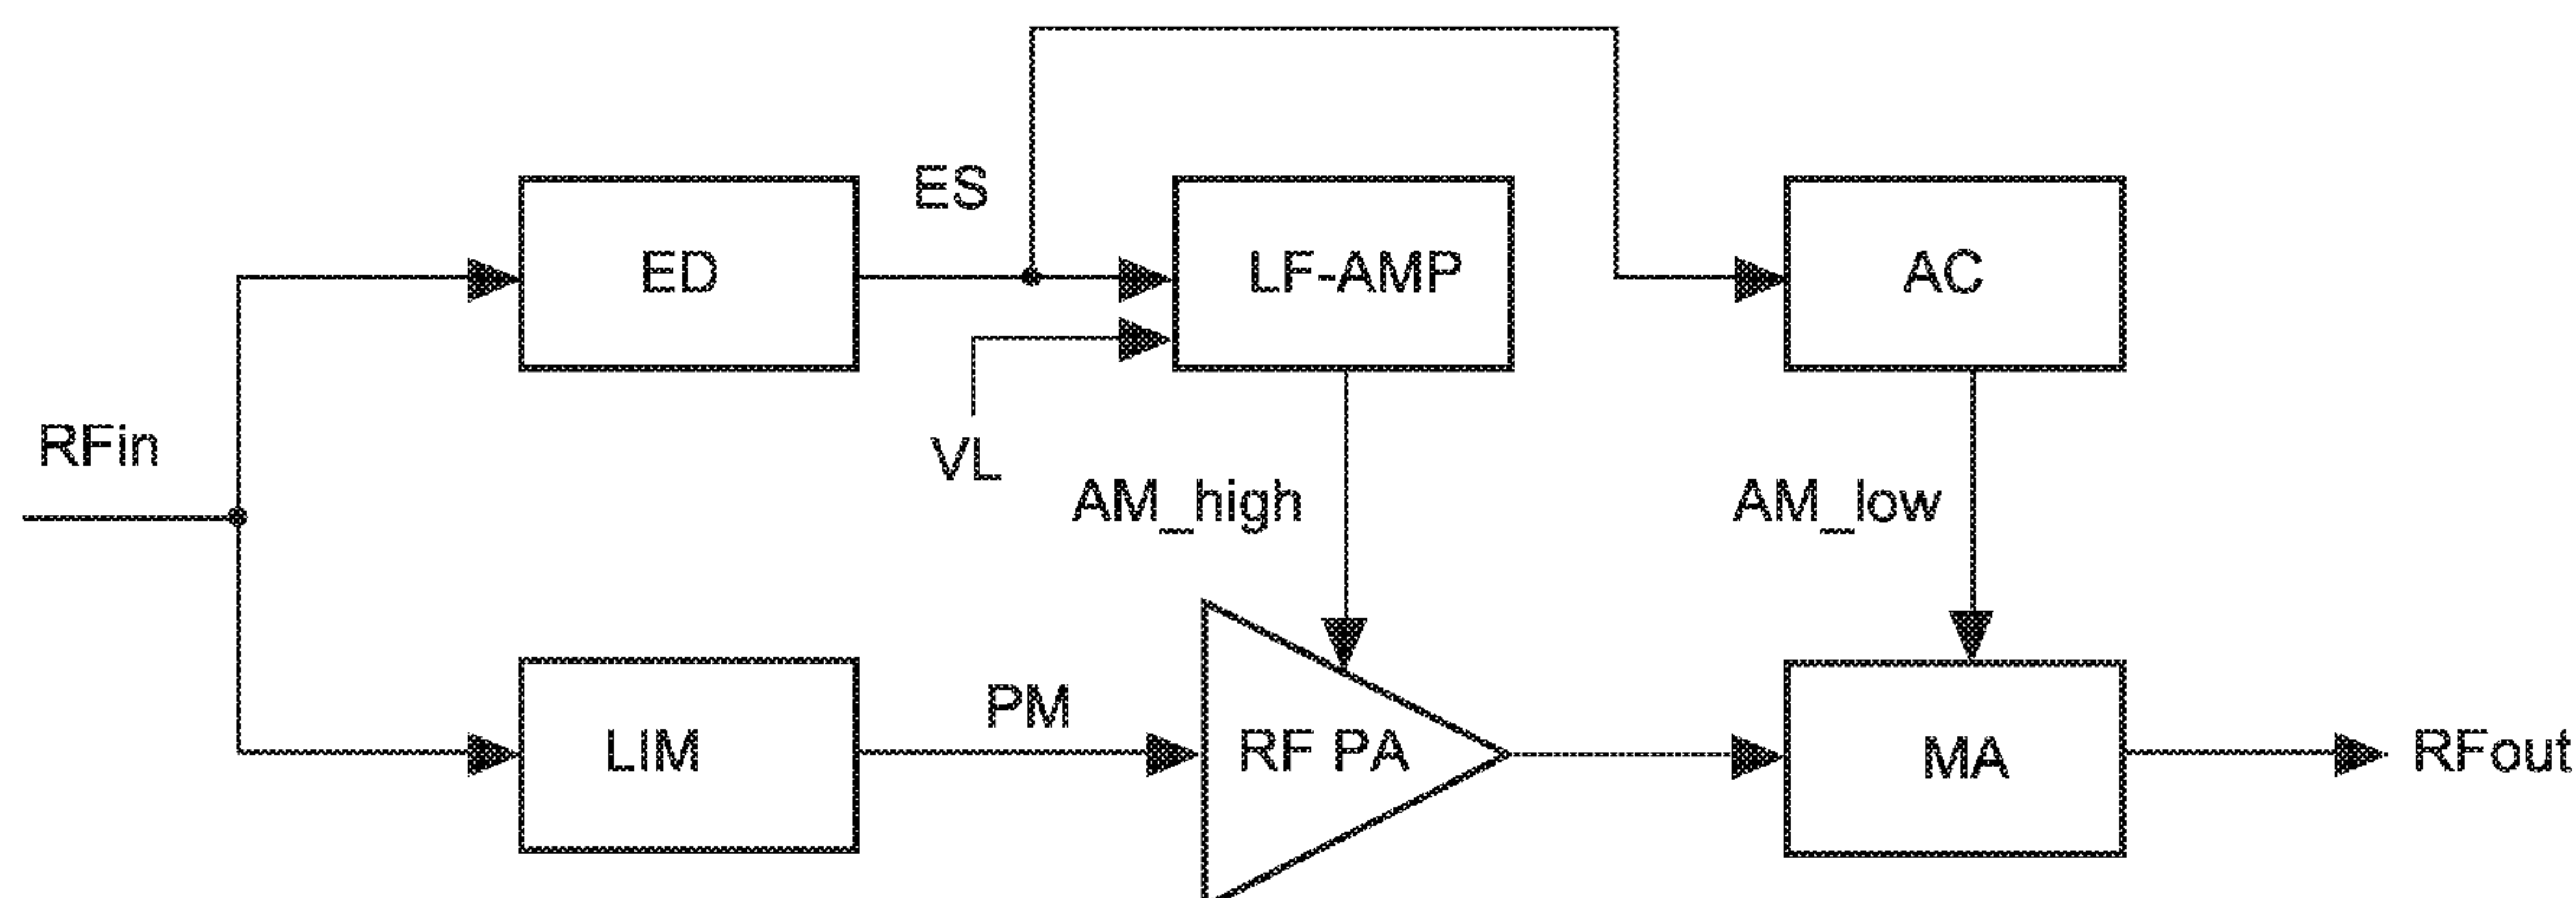 ES
ED
LF-AMP
AC
RFin
VL
AM_high
AM_low
PM
LIM
RF PA
MA
RFout